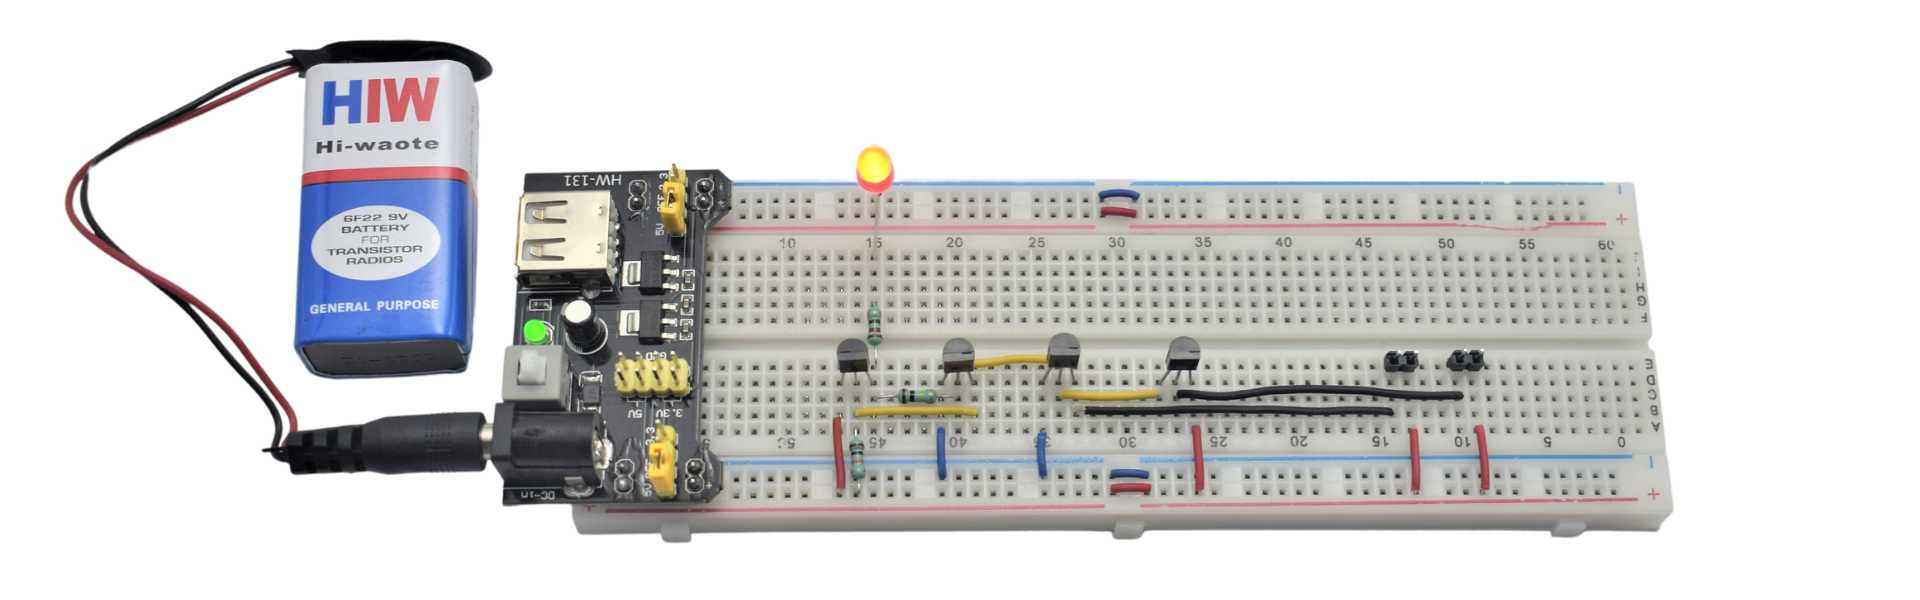 HIW
Hi-waote
6F22 9V
BATTERY
FOR
TRANSISTOR
RADIOS
GENERAL PURPOSE
HW-131
5V OFF 3.3
G D
5V 3.3V
5V OFF 3.3
DC-in
10 15 20 25 30 35 40 45 50 55 60
H
G
F
E
D
C
B
A
50 45 40 35 30 25 20 15 10 5 0